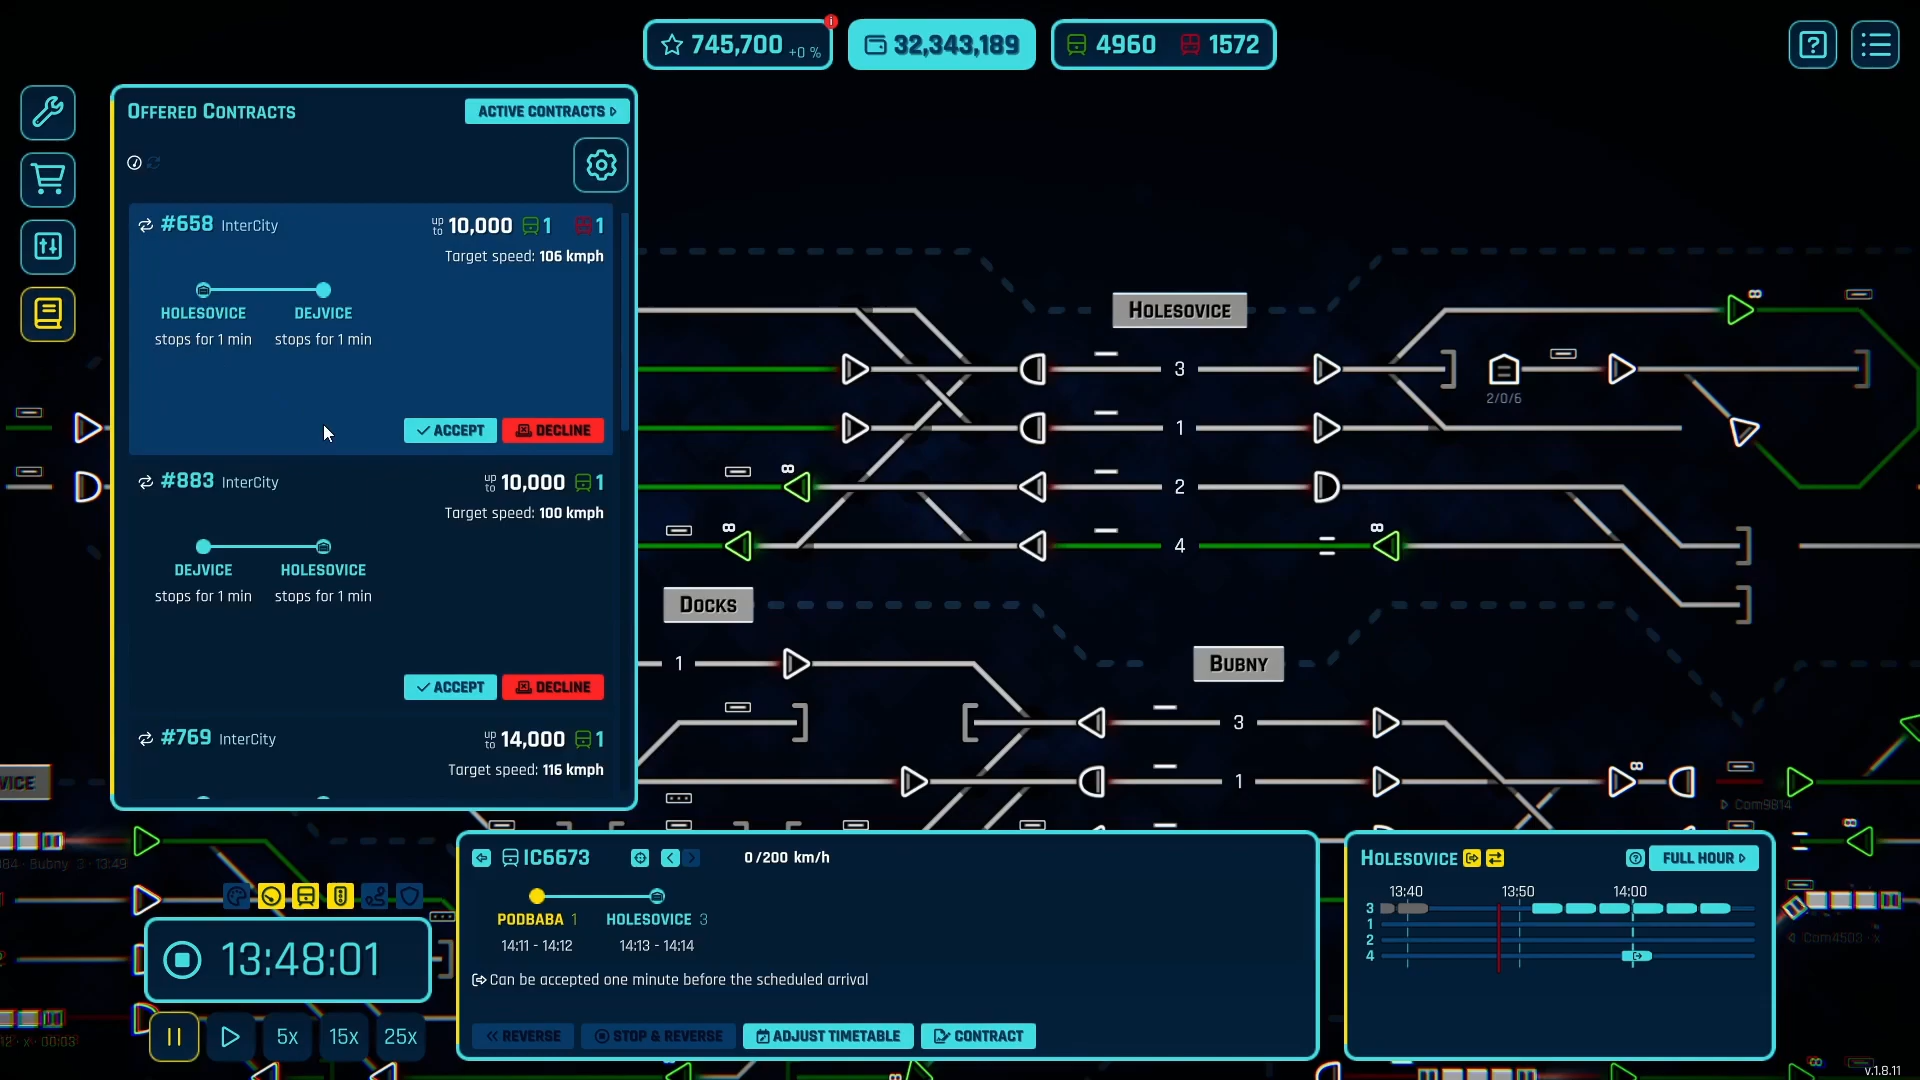 745,700 +0 %
32,343,189
4960 1572
OFFERED CONTRACTS
ACTIVE CONTRACTS
#658 InterCity
up to 10,000 1 1
Target speed: 106 kmph
HOLESOVICE DEJVICE
stops for 1 min stops for 1 min
ACCEPT DECLINE
#883 InterCity
up to 10,000 1
Target speed: 100 kmph
DEJVICE HOLESOVICE
stops for 1 min stops for 1 min
ACCEPT DECLINE
#769 InterCity
up to 14,000 1
Target speed: 116 kmph
HOLESOVICE
3
2/0/6
1
2
4
DOCKS
1
BUBNY
3
1
Com9814
VICE
Bubny 3 · 13:49
Com4503 · x
13:48:01
5x 15x 25x
IC6673
0/200 km/h
PODBABA 1 HOLESOVICE 3
14:11 - 14:12 14:13 - 14:14
Can be accepted one minute before the scheduled arrival
REVERSE STOP & REVERSE ADJUST TIMETABLE CONTRACT
HOLESOVICE
FULL HOUR
13:40 13:50 14:00
3
1
2
4
v.1.8.11